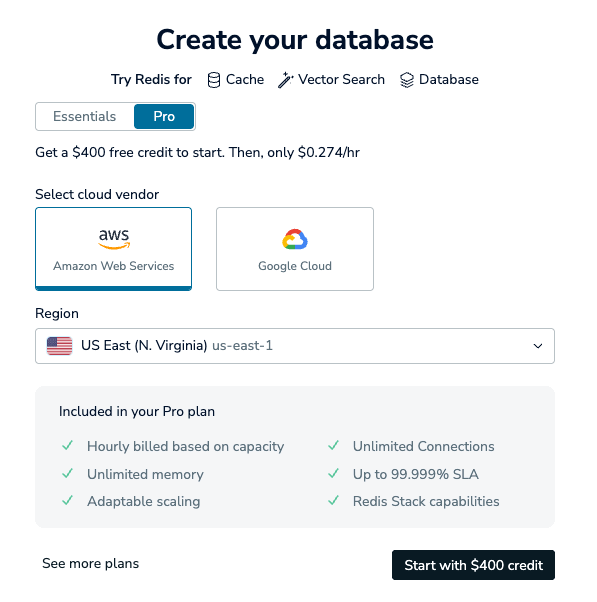 Create your database
Try Redis for Cache Vector Search Database
Essentials Pro
Get a $400 free credit to start. Then, only $0.274/hr
Select cloud vendor
aws
Amazon Web Services Google Cloud
Region
US East (N. Virginia) us-east-1
Included in your Pro plan
Hourly billed based on capacity Unlimited Connections
Unlimited memory Up to 99.999% SLA
Adaptable scaling Redis Stack capabilities
See more plans Start with $400 credit